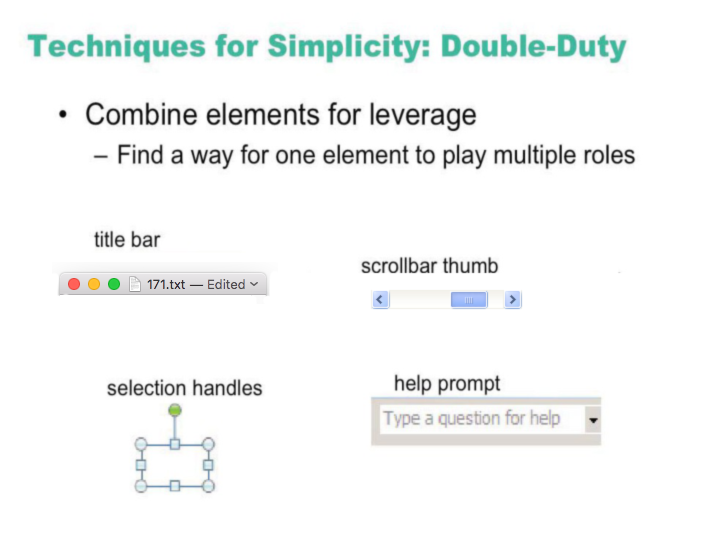 Techniques for Simplicity: Double-Duty
• Combine elements for leverage
– Find a way for one element to play multiple roles
title bar
171.txt — Edited
scrollbar thumb
selection handles
help prompt
Type a question for help